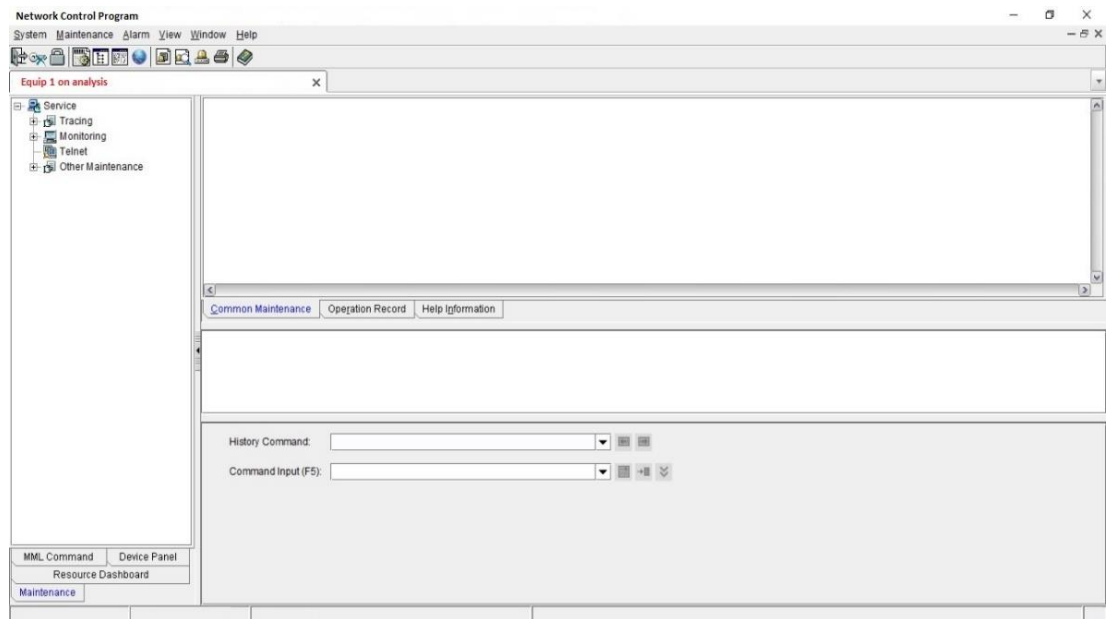 Network Control Program
System Maintenance Alarm View Window Help
Equip 1 on analysis
Service
Tracing
Monitoring
Telnet
Other Maintenance
Common Maintenance Operation Record Help Information
History Command:
Command Input (F5):
MML Command Device Panel
Resource Dashboard
Maintenance